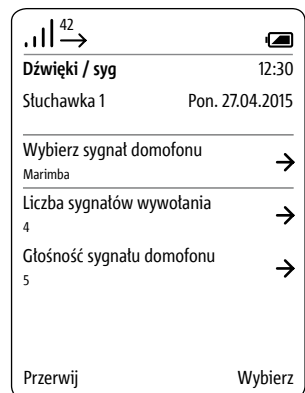 42
Dźwięki / syg 12:30
Słuchawka 1 Pon. 27.04.2015
Wybierz sygnał domofonu
Marimba
Liczba sygnałów wywołania
4
Głośność sygnału domofonu
5
Przerwij Wybierz